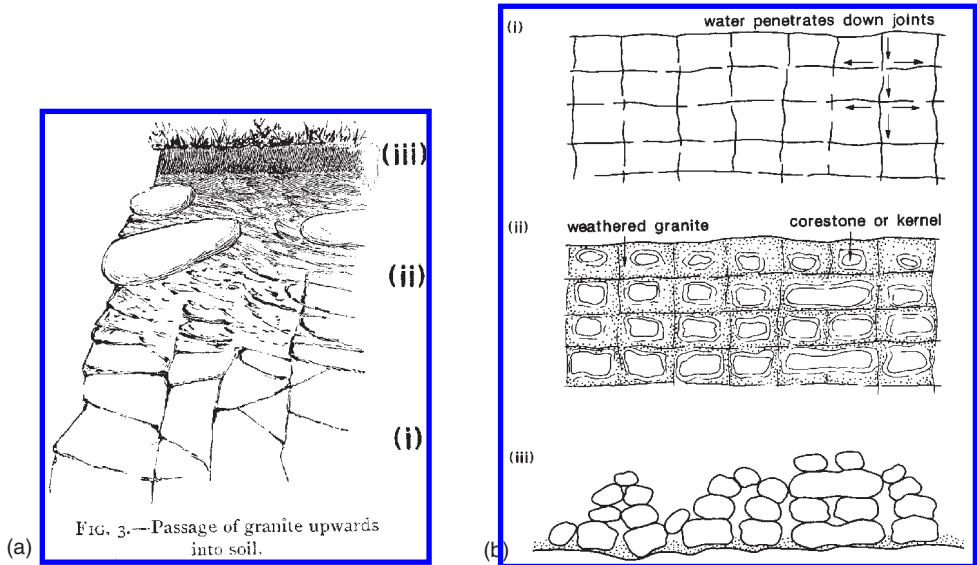 (iii)
(ii)
(i)
FIG. 3.—Passage of granite upwards
into soil.
(a)
(i)
water penetrates down joints
(ii)
weathered granite
corestone or kernel
(iii)
(b)